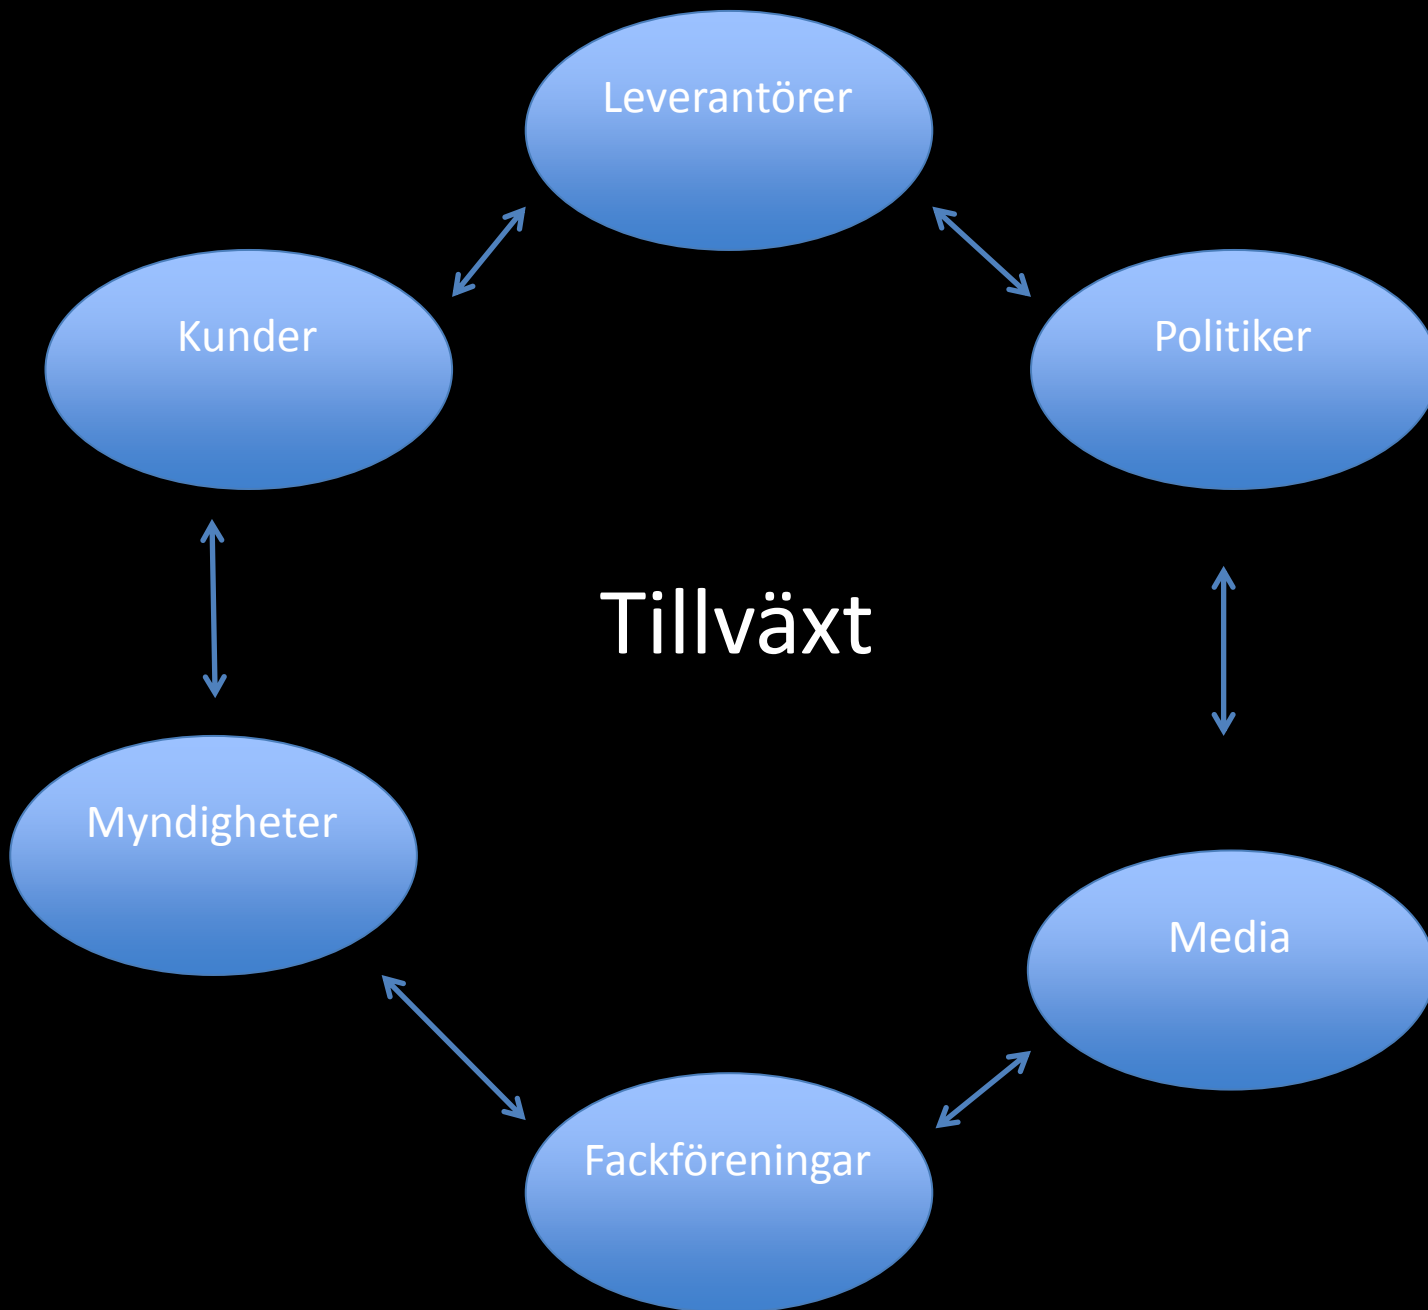 Leverantörer
Kunder
Politiker
Tillväxt
Myndigheter
Media
Fackföreningar